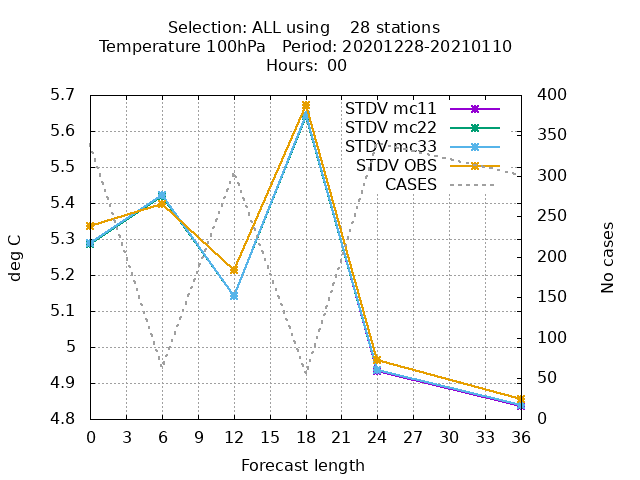 Selection: ALL using    28 stations
Temperature 100hPa   Period: 20201228-20210110
Hours: 00
5.7
5.6
5.5
5.4
5.3
5.2
5.1
5
4.9
4.8
deg C
STDV mc11
STDV mc22
STDV mc33
STDV OBS
CASES
400
350
300
250
200
150
100
50
0
No cases
0 3 6 9 12 15 18 21 24 27 30 33 36
Forecast length